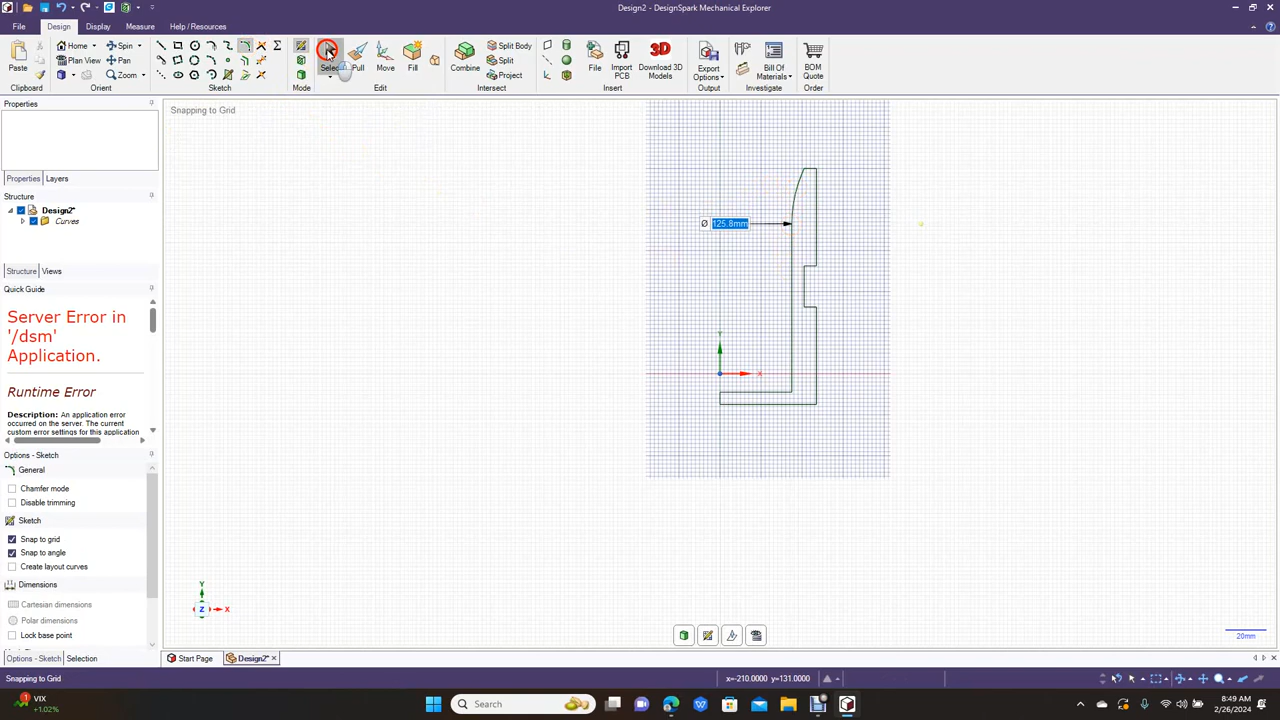 Design2* - DesignSpark Mechanical Explorer
File Design Display Measure Help / Resources
Paste
Home
Plan View
Spin
Pan
Zoom
Select
Pull
Move
Fill
Combine
Split Body
Split
Project
File
Import PCB
Download 3D Models
Export Options
Bill Of Materials
BOM Quote
Clipboard Orient Sketch Mode Edit Intersect Insert Output Investigate Order
Properties
Snapping to Grid
Properties Layers
Structure
Design2*
Curves
Structure Views
Quick Guide
Server Error in
'/dsm'
Application.
Runtime Error
Description: An application error
occurred on the server. The current
custom error settings for this application
Options - Sketch
General
Chamfer mode
Disable trimming
Sketch
Snap to grid
Snap to angle
Create layout curves
Dimensions
Cartesian dimensions
Polar dimensions
Lock base point
Options - Sketch Selection
Ø 125.8mm
Y
X
Y
Z
X
20mm
Start Page Design2*
Snapping to Grid
x=-210.0000 y=131.0000
VIX
+1.02%
Search
8:49 AM
2/26/2024
3D
1